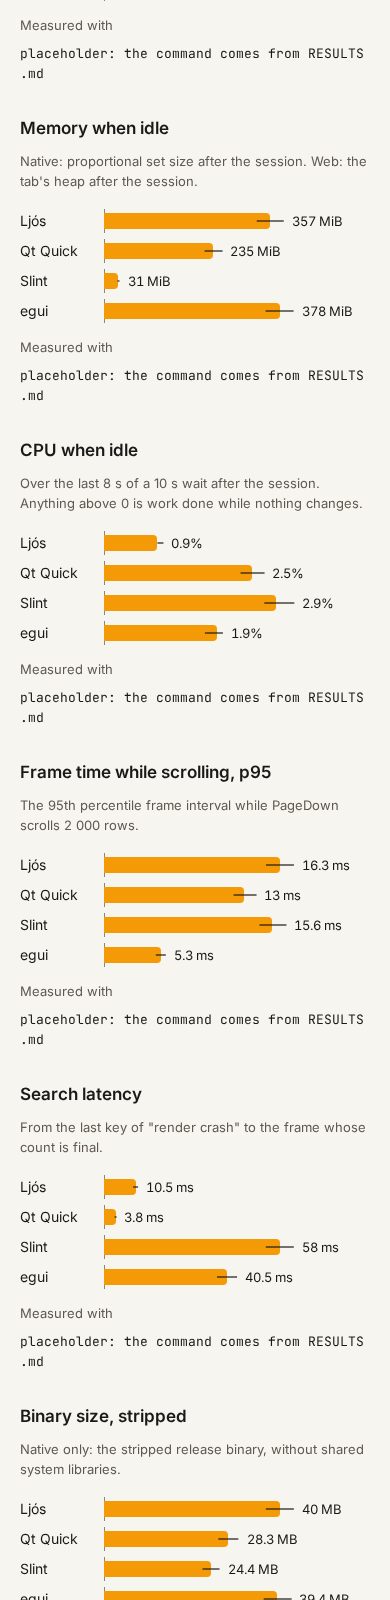 Measured with
placeholder: the command comes from RESULTS
.md
Memory when idle
Native: proportional set size after the session. Web: the
tab's heap after the session.
Ljós 357 MiB
Qt Quick 235 MiB
Slint 31 MiB
egui 378 MiB
Measured with
placeholder: the command comes from RESULTS
.md
CPU when idle
Over the last 8 s of a 10 s wait after the session.
Anything above 0 is work done while nothing changes.
Ljós 0.9%
Qt Quick 2.5%
Slint 2.9%
egui 1.9%
Measured with
placeholder: the command comes from RESULTS
.md
Frame time while scrolling, p95
The 95th percentile frame interval while PageDown
scrolls 2 000 rows.
Ljós 16.3 ms
Qt Quick 13 ms
Slint 15.6 ms
egui 5.3 ms
Measured with
placeholder: the command comes from RESULTS
.md
Search latency
From the last key of "render crash" to the frame whose
count is final.
Ljós 10.5 ms
Qt Quick 3.8 ms
Slint 58 ms
egui 40.5 ms
Measured with
placeholder: the command comes from RESULTS
.md
Binary size, stripped
Native only: the stripped release binary, without shared
system libraries.
Ljós 40 MB
Qt Quick 28.3 MB
Slint 24.4 MB
egui 39.4 MB